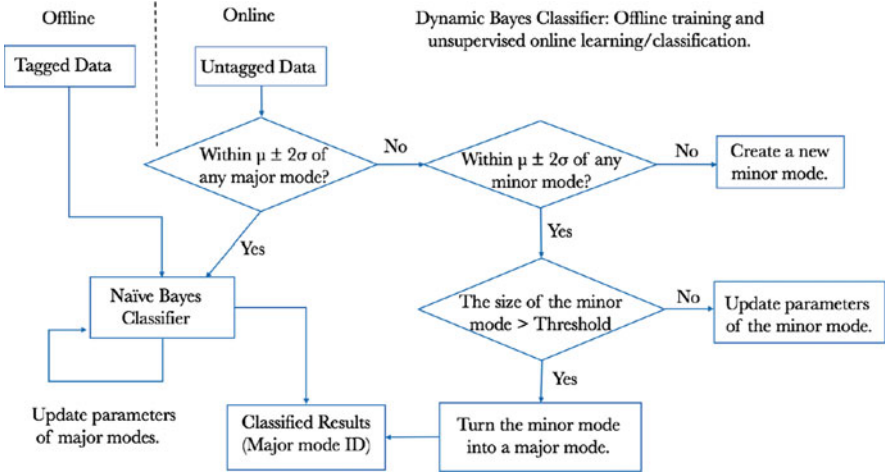 Offline
Online
Dynamic Bayes Classifier: Offline training and
unsupervised online learning/classification.
Tagged Data
Untagged Data
Within μ ± 2σ of
any major mode?
No
Within μ ± 2σ of any
minor mode?
No
Create a new
minor mode.
Yes
Yes
Naïve Bayes
Classifier
The size of the minor
mode > Threshold
No
Update parameters
of the minor mode.
Yes
Update parameters
of major modes.
Classified Results
(Major mode ID)
Turn the minor mode
into a major mode.